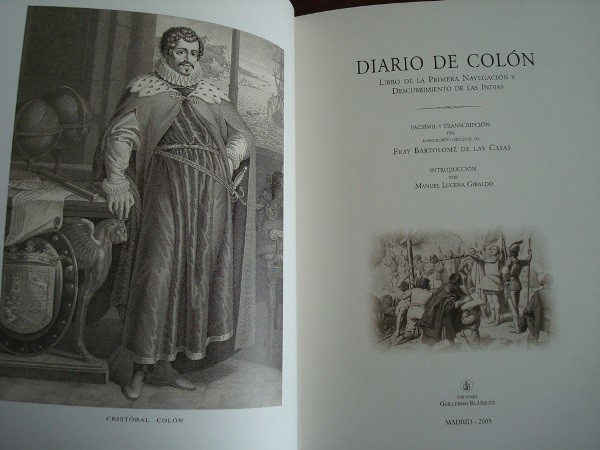 CRISTÓBAL COLÓN
DIARIO DE COLÓN
LIBRO DE LA PRIMERA NAVEGACIÓN Y
DESCUBRIMIENTO DE LAS INDIAS
FACSÍMIL Y TRANSCRIPCIÓN
DEL
MANUSCRITO ORIGINAL DE
FRAY BARTOLOMÉ DE LAS CASAS
INTRODUCCIÓN
POR
MANUEL LUCENA GIRALDO
EDICIONES
GUILLERMO BLÁZQUEZ
MADRID - 2005